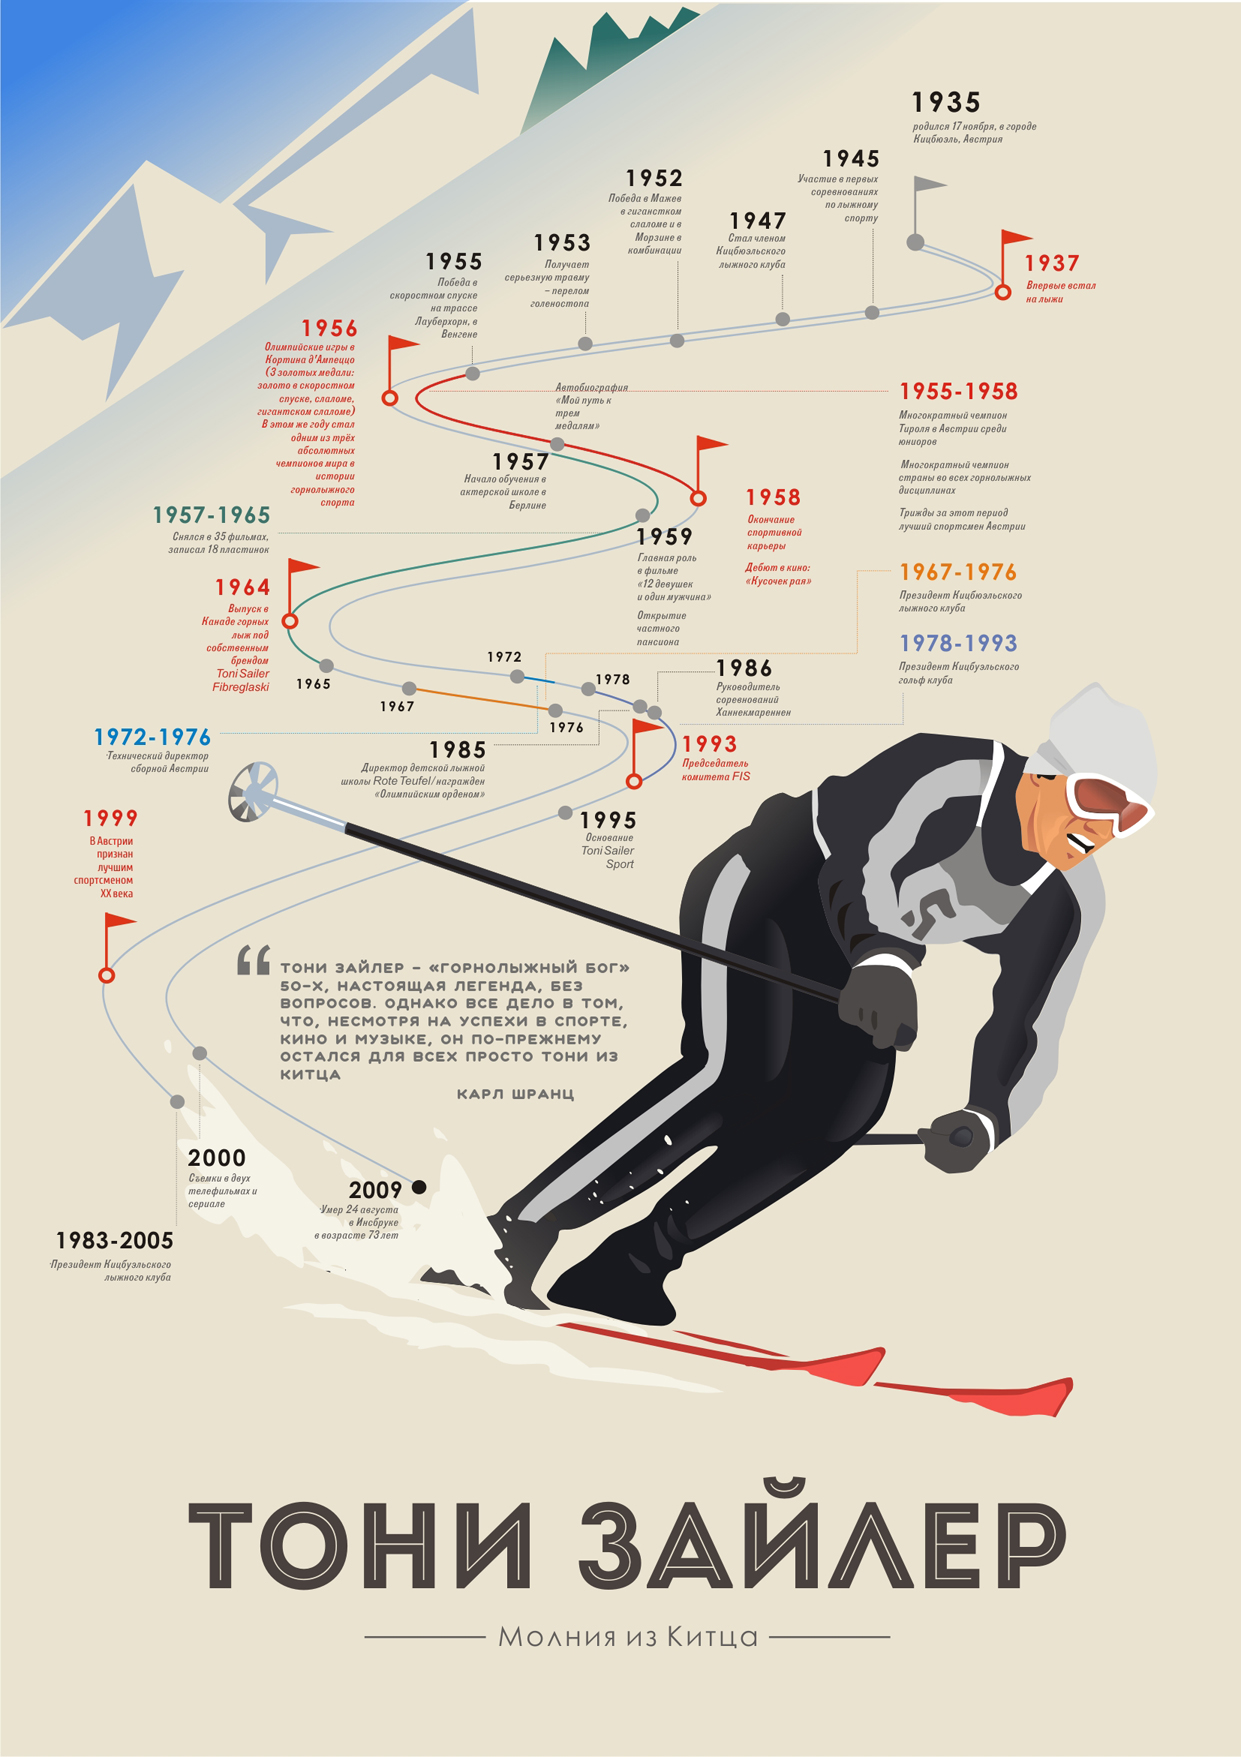 1935
родился 17 ноября, в городе
Кицбюэль, Австрия
1937
Впервые встал
на лыжи
1945
Участие в первых
соревнованиях
по лыжному
спорту
1947
Стал членом
Кицбюэльского
лыжного клуба
1952
Победа в Мажев
в гиганстком
слаломе и в
Морзине в
комбинации
1953
Получает
серьезную травму
– перелом
голеностопа
1955
Победа в
скоростном спуске
на трассе
Лауберхорн, в
Венгене
1956
Олимпийские игры в
Кортина д’Ампеццо
(3 золотых медали:
золото в скоростном
спуске, слаломе,
гигантском слаломе)
В этом же году стал
одним из трёх
абсолютных
чемпионов мира в
истории
горнолыжного
спорта
Автобиография
«Мой путь к
трем
медалям»
1955-1958
Многократный чемпион
Тироля в Австрии среди
юниоров
Многократный чемпион
страны во всех горнолыжных
дисциплинах
Трижды за этот период
лучший спортсмен Австрии
1957
Начало обучения в
актерской школе в
Берлине
1958
Окончание
спортивной
карьеры
Дебют в кино:
«Кусочек рая»
1957-1965
Снялся в 35 фильмах,
записал 18 пластинок
1959
Главная роль
в фильме
«12 девушек
и один мужчина»
Открытие
частного
пансиона
1964
Выпуск в
Канаде горных
лыж под
собственным
брендом
Toni Sailer
Fibreglaski
1967-1976
Президент Кицбюэльского
лыжного клуба
1978-1993
Президент Кицбуэльского
гольф клуба
1965
1967
1972
1976
1978
1986
Руководитель
соревнований
Ханнекмареннен
1972-1976
Технический директор
сборной Австрии
1985
Директор детской лыжной
школы Rote Teufel/награжден
«Олимпийским орденом»
1993
Председатель
комитета FIS
1995
Основание
Toni Sailer
Sport
1999
В Австрии
признан
лучшим
спортсменом
XX века
“ ТОНИ ЗАЙЛЕР – «ГОРНОЛЫЖНЫЙ БОГ»
50-Х, НАСТОЯЩАЯ ЛЕГЕНДА, БЕЗ
ВОПРОСОВ. ОДНАКО ВСЕ ДЕЛО В ТОМ,
ЧТО, НЕСМОТРЯ НА УСПЕХИ В СПОРТЕ,
КИНО И МУЗЫКЕ, ОН ПО-ПРЕЖНЕМУ
ОСТАЛСЯ ДЛЯ ВСЕХ ПРОСТО ТОНИ ИЗ
КИТЦА
КАРЛ ШРАНЦ
2000
Съемки в двух
телефильмах и
сериале
2009
Умер 24 августа
в Инсбруке
в возрасте 73 лет
1983-2005
Президент Кицбуэльского
лыжного клуба
ТОНИ ЗАЙЛЕР
Молния из Китца